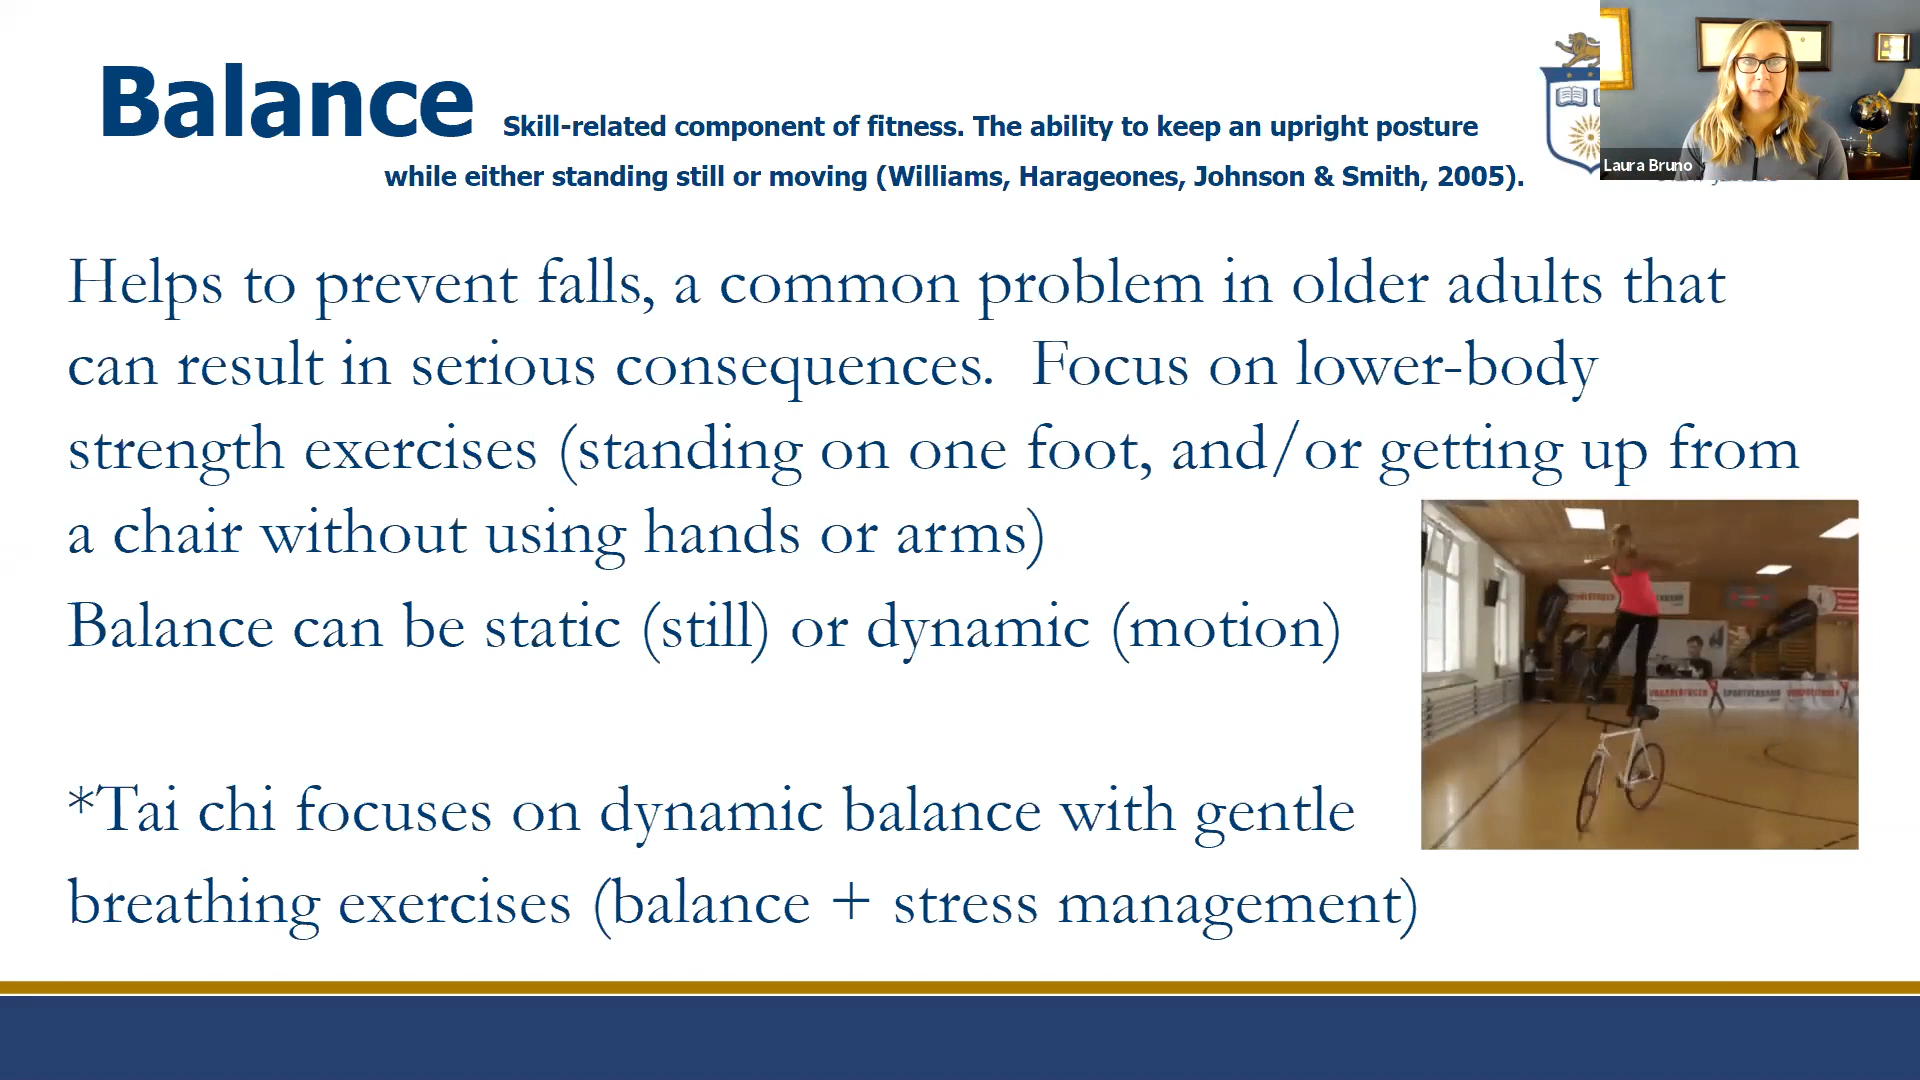 Balance Skill-related component of fitness. The ability to keep an upright posture
while either standing still or moving (Williams, Harageones, Johnson & Smith, 2005).
Laura Bruno
Helps to prevent falls, a common problem in older adults that
can result in serious consequences.  Focus on lower-body
strength exercises (standing on one foot, and/or getting up from
a chair without using hands or arms)
Balance can be static (still) or dynamic (motion)
*Tai chi focuses on dynamic balance with gentle
breathing exercises (balance + stress management)